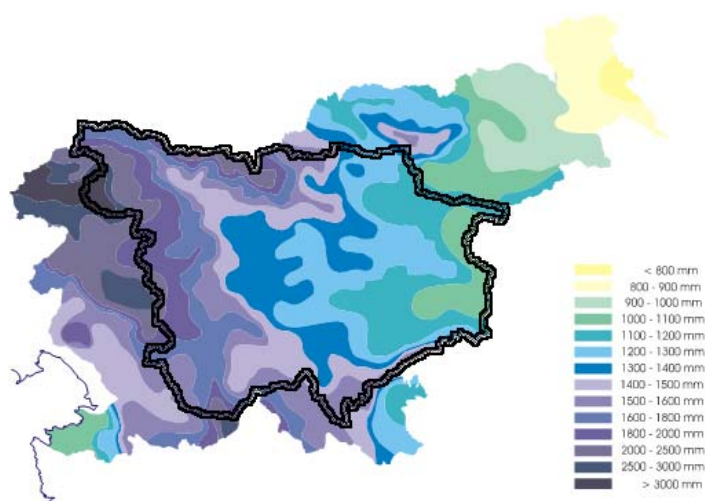 < 800 mm
800 - 900 mm
900 - 1000 mm
1000 - 1100 mm
1100 - 1200 mm
1200 - 1300 mm
1300 - 1400 mm
1400 - 1500 mm
1500 - 1600 mm
1600 - 1800 mm
1800 - 2000 mm
2000 - 2500 mm
2500 - 3000 mm
> 3000 mm